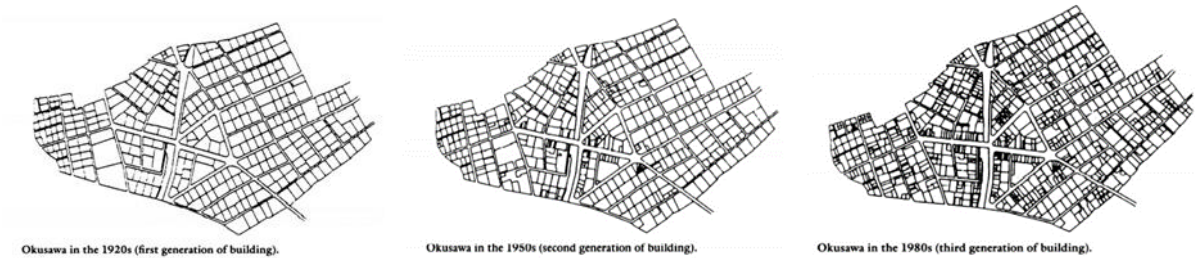 Okusawa in the 1920s (first generation of building).
Okusawa in the 1950s (second generation of building).
Okusawa in the 1980s (third generation of building).